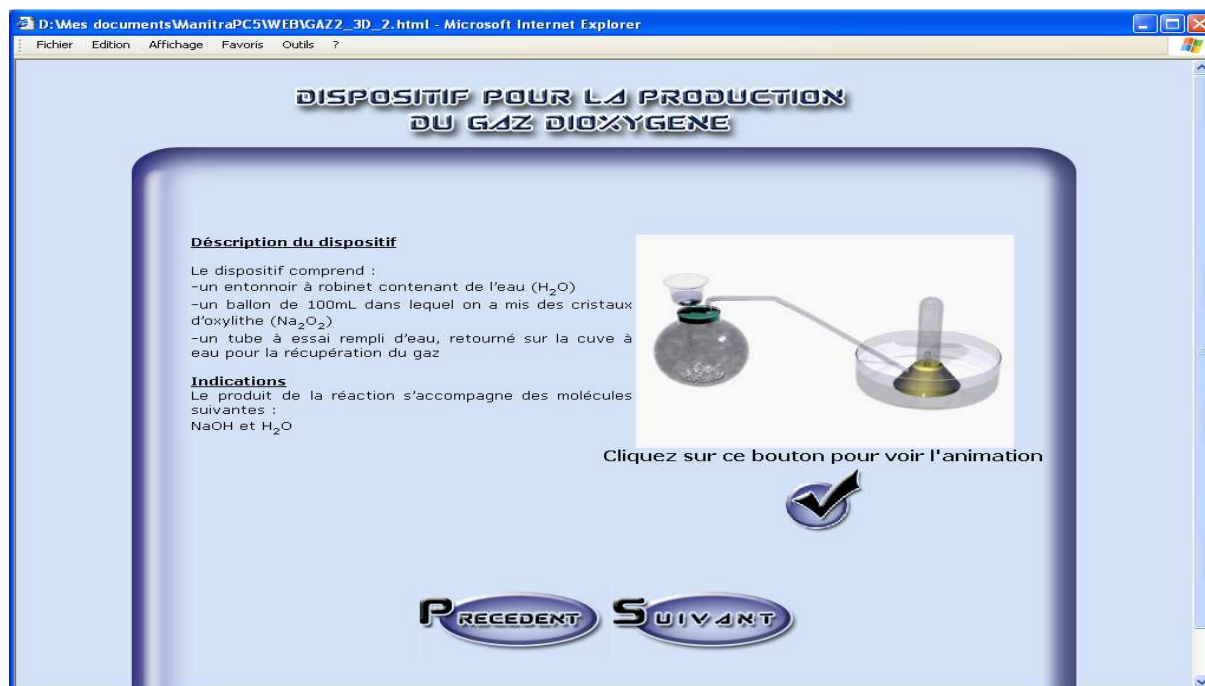 D:\Mes documents\ManitraPC5\WEB\GAZ2_3D_2.html - Microsoft Internet Explorer
Fichier Edition Affichage Favoris Outils ?
DISPOSITIF POUR LA PRODUCTION
DU GAZ DIOXYGENE
Déscription du dispositif
Le dispositif comprend :
-un entonnoir à robinet contenant de l'eau (H₂O)
-un ballon de 100mL dans lequel on a mis des cristaux
d'oxylithe (Na₂O₂)
-un tube à essai rempli d'eau, retourné sur la cuve à
eau pour la récupération du gaz
Indications
Le produit de la réaction s'accompagne des molécules
suivantes :
NaOH et H₂O
Cliquez sur ce bouton pour voir l'animation
PRECEDENT SUIVANT